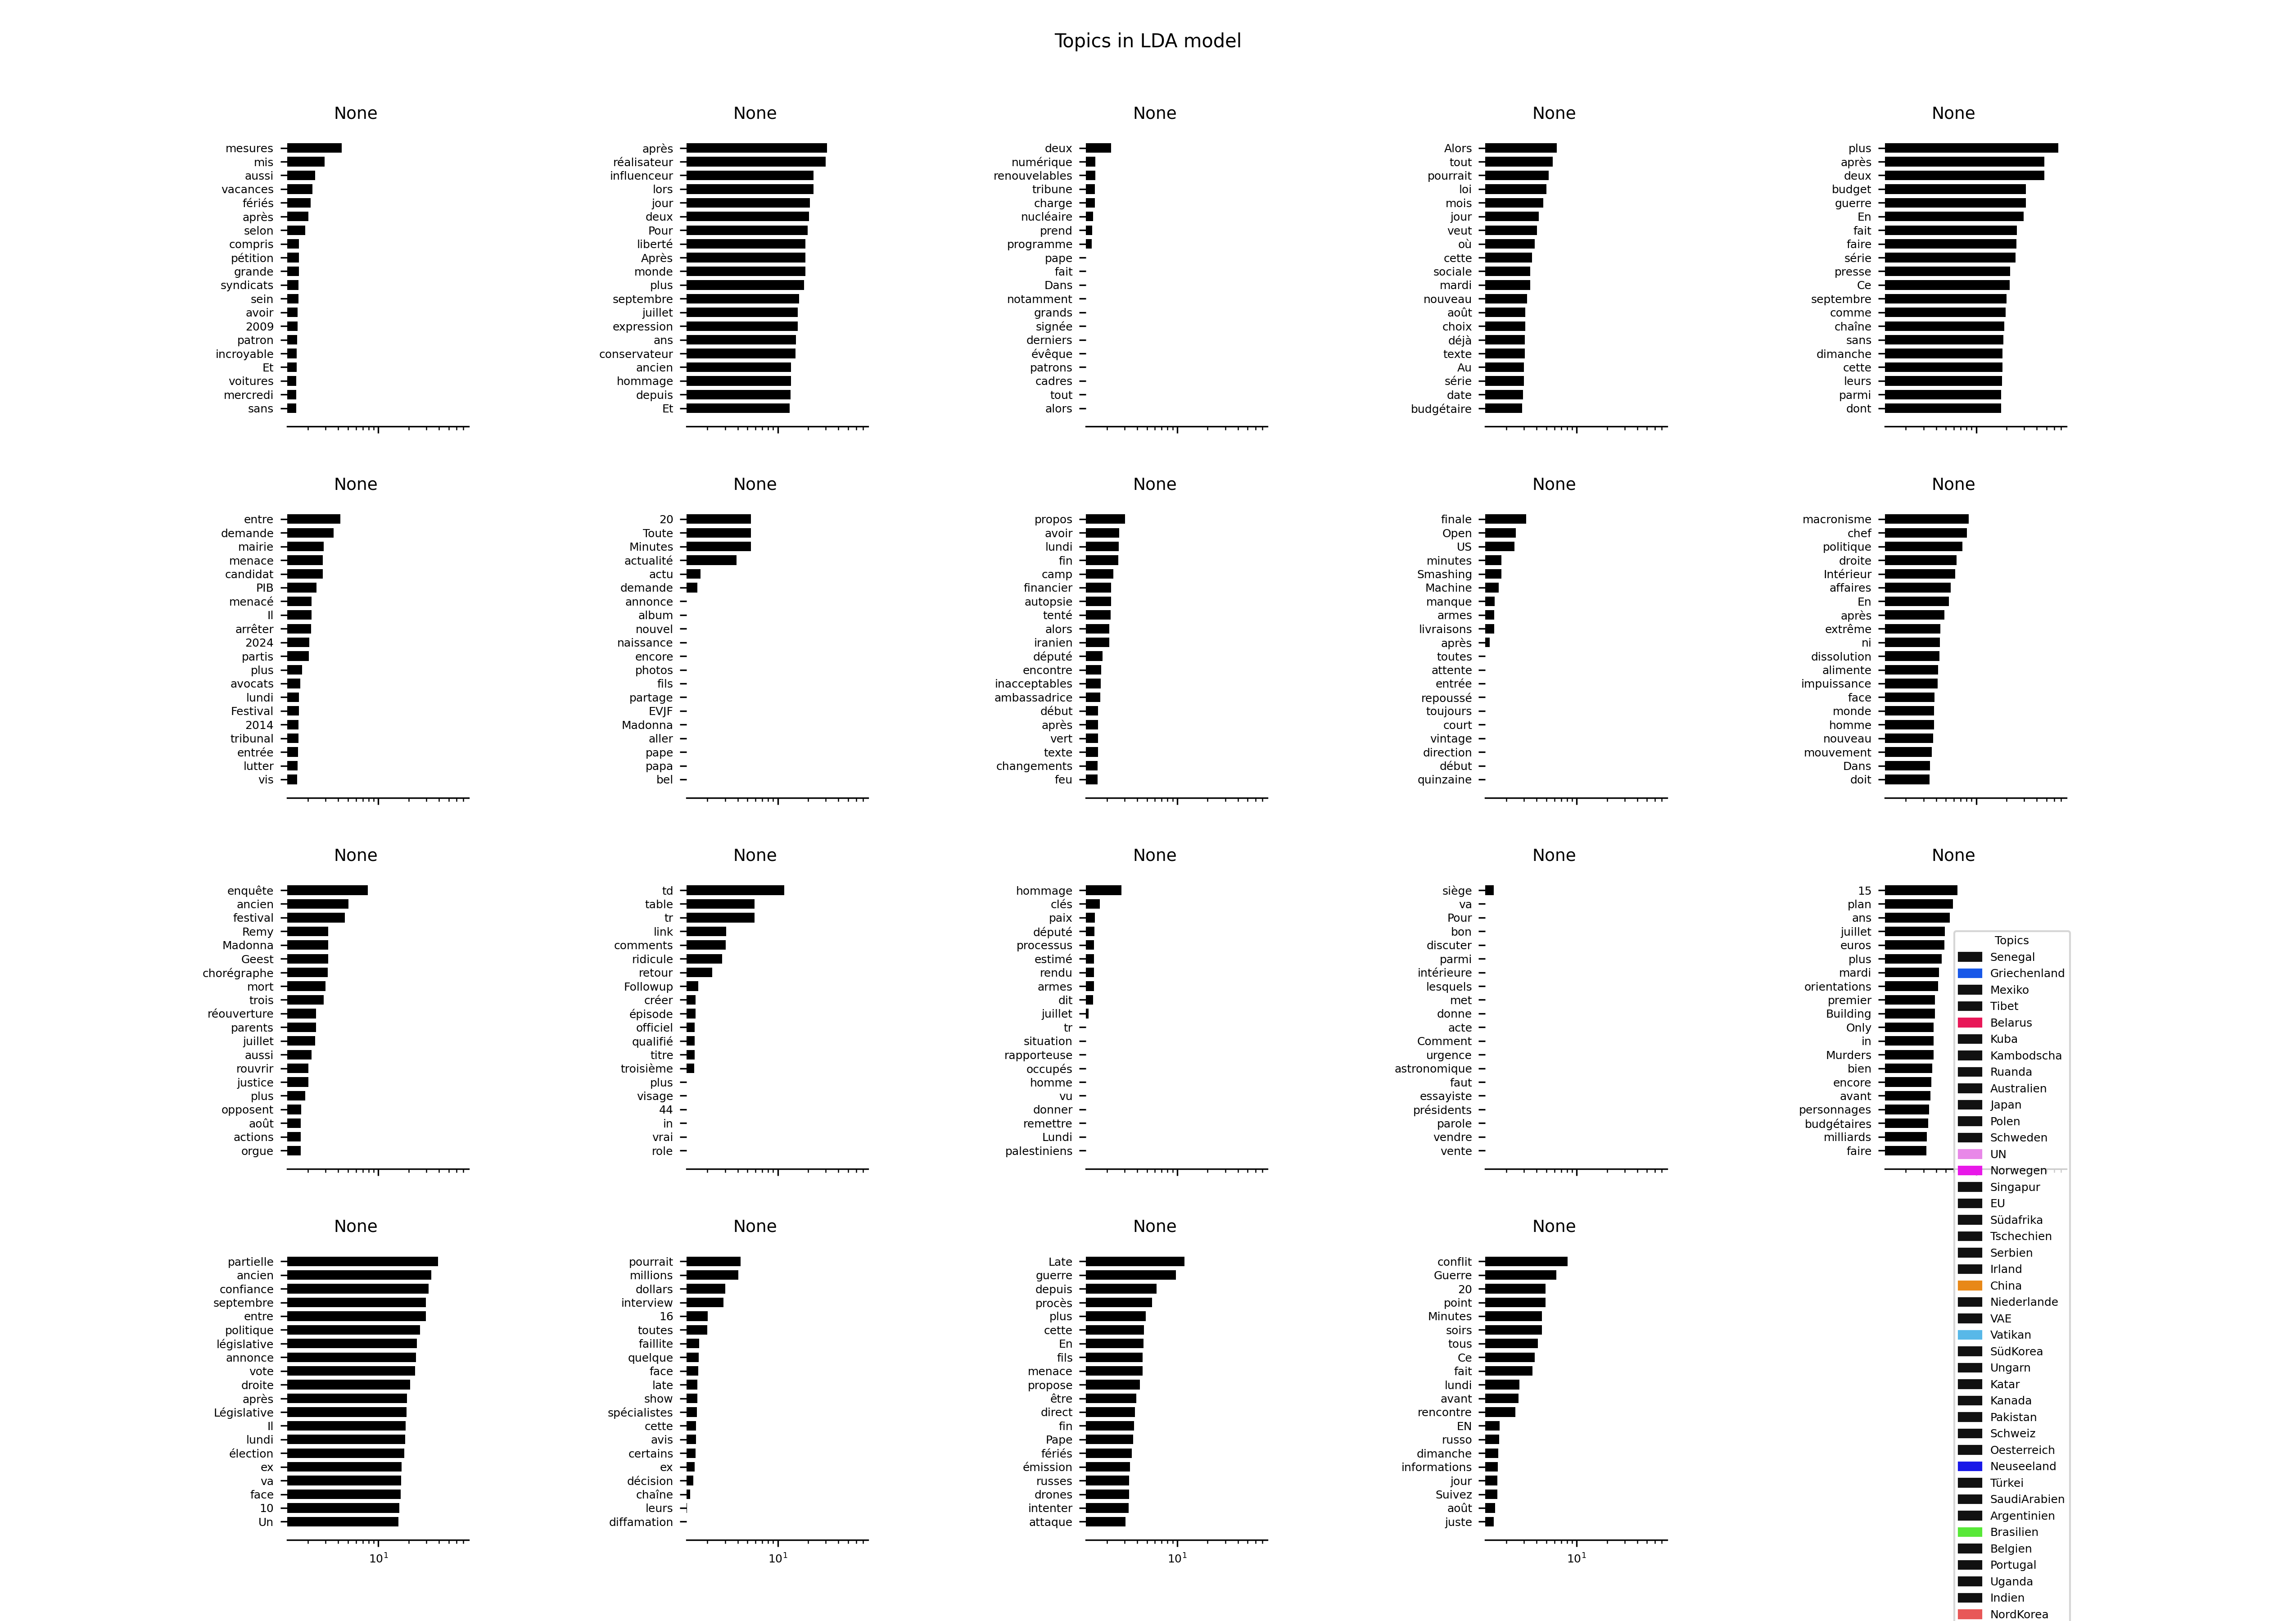 Topics in LDA model
None
mesures
mis
aussi
vacances
fériés
après
selon
compris
pétition
grande
syndicats
sein
avoir
2009
patron
incroyable
Et
voitures
mercredi
sans
None
après
réalisateur
influenceur
lors
jour
deux
Pour
liberté
Après
monde
plus
septembre
juillet
expression
ans
conservateur
ancien
hommage
depuis
Et
None
deux
numérique
renouvelables
tribune
charge
nucléaire
prend
programme
pape
fait
Dans
notamment
grands
signée
derniers
évêque
patrons
cadres
tout
alors
None
Alors
tout
pourrait
loi
mois
jour
veut
où
cette
sociale
mardi
nouveau
août
choix
déjà
texte
Au
série
date
budgétaire
None
plus
après
deux
budget
guerre
En
fait
faire
série
presse
Ce
septembre
comme
chaîne
sans
dimanche
cette
leurs
parmi
dont
None
entre
demande
mairie
menace
candidat
PIB
menacé
Il
arrêter
2024
partis
plus
avocats
lundi
Festival
2014
tribunal
entrée
lutter
vis
None
20
Toute
Minutes
actualité
actu
demande
annonce
album
nouvel
naissance
encore
photos
fils
partage
EVJF
Madonna
aller
pape
papa
bel
None
propos
avoir
lundi
fin
camp
financier
autopsie
tenté
alors
iranien
député
encontre
inacceptables
ambassadrice
début
après
vert
texte
changements
feu
None
finale
Open
US
minutes
Smashing
Machine
manque
armes
livraisons
après
toutes
attente
entrée
repoussé
toujours
court
vintage
direction
début
quinzaine
None
macronisme
chef
politique
droite
Intérieur
affaires
En
après
extrême
ni
dissolution
alimente
impuissance
face
monde
homme
nouveau
mouvement
Dans
doit
None
enquête
ancien
festival
Remy
Madonna
Geest
chorégraphe
mort
trois
réouverture
parents
juillet
aussi
rouvrir
justice
plus
opposent
août
actions
orgue
None
td
table
tr
link
comments
ridicule
retour
Followup
créer
épisode
officiel
qualifié
titre
troisième
plus
visage
44
in
vrai
role
None
hommage
clés
paix
député
processus
estimé
rendu
armes
dit
juillet
tr
situation
rapporteuse
occupés
homme
vu
donner
remettre
Lundi
palestiniens
None
siège
va
Pour
bon
discuter
parmi
intérieure
lesquels
met
donne
acte
Comment
urgence
astronomique
faut
essayiste
présidents
parole
vendre
vente
None
15
plan
ans
juillet
euros
plus
mardi
orientations
premier
Building
Only
in
Murders
bien
encore
avant
personnages
budgétaires
milliards
faire
None
partielle
ancien
confiance
septembre
entre
politique
législative
annonce
vote
droite
après
Législative
Il
lundi
élection
ex
va
face
10
Un
10¹
None
pourrait
millions
dollars
interview
16
toutes
faillite
quelque
face
late
show
spécialistes
cette
avis
certains
ex
décision
chaîne
leurs
diffamation
10¹
None
Late
guerre
depuis
procès
plus
cette
En
fils
menace
propose
être
direct
fin
Pape
fériés
émission
russes
drones
intenter
attaque
10¹
None
conflit
Guerre
20
point
Minutes
soirs
tous
Ce
fait
lundi
avant
rencontre
EN
russo
dimanche
informations
jour
Suivez
août
juste
10¹
Topics
Senegal
Griechenland
Mexiko
Tibet
Belarus
Kuba
Kambodscha
Ruanda
Australien
Japan
Polen
Schweden
UN
Norwegen
Singapur
EU
Südafrika
Tschechien
Serbien
Irland
China
Niederlande
VAE
Vatikan
SüdKorea
Ungarn
Katar
Kanada
Pakistan
Schweiz
Oesterreich
Neuseeland
Türkei
SaudiArabien
Argentinien
Brasilien
Belgien
Portugal
Uganda
Indien
NordKorea